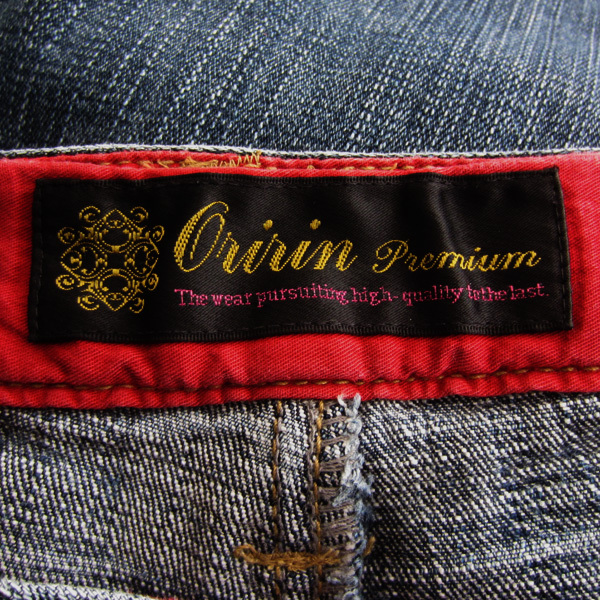 Oririn Premium
The wear pursuiting, high-quality to the last.